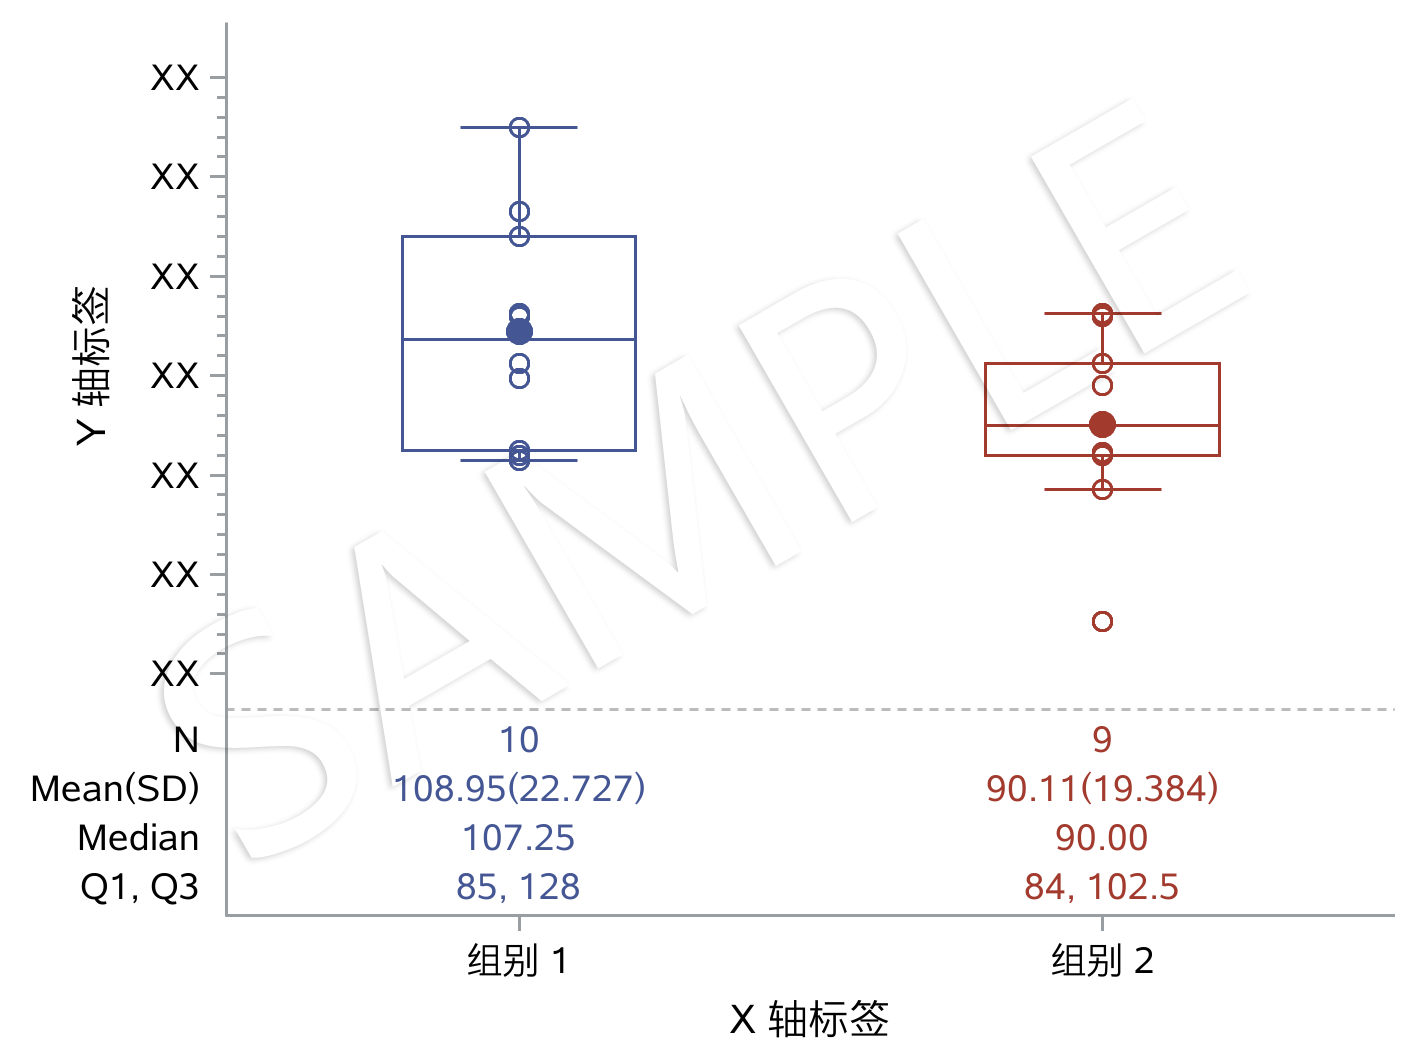 XX
XX
XX
XX
XX
XX
XX
Y 轴标签
SAMPLE
N 10 9
Mean(SD) 108.95(22.727) 90.11(19.384)
Median 107.25 90.00
Q1, Q3 85, 128 84, 102.5
组别 1 组别 2
X 轴标签